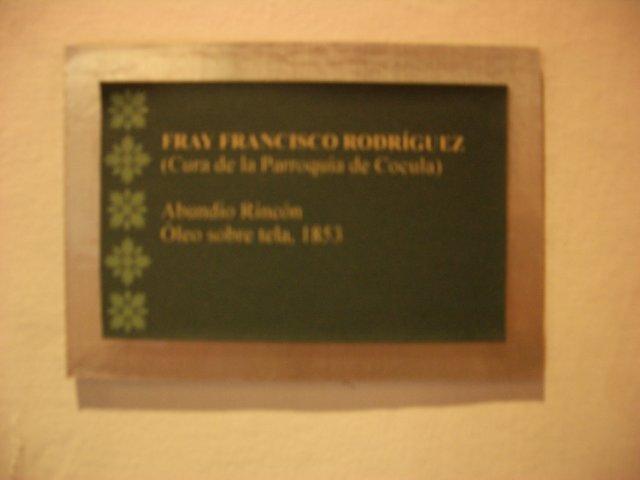 FRAY FRANCISCO RODRÍGUEZ
(Cura de la Parroquia de Cocula)
Abundio Rincón
Óleo sobre tela, 1853